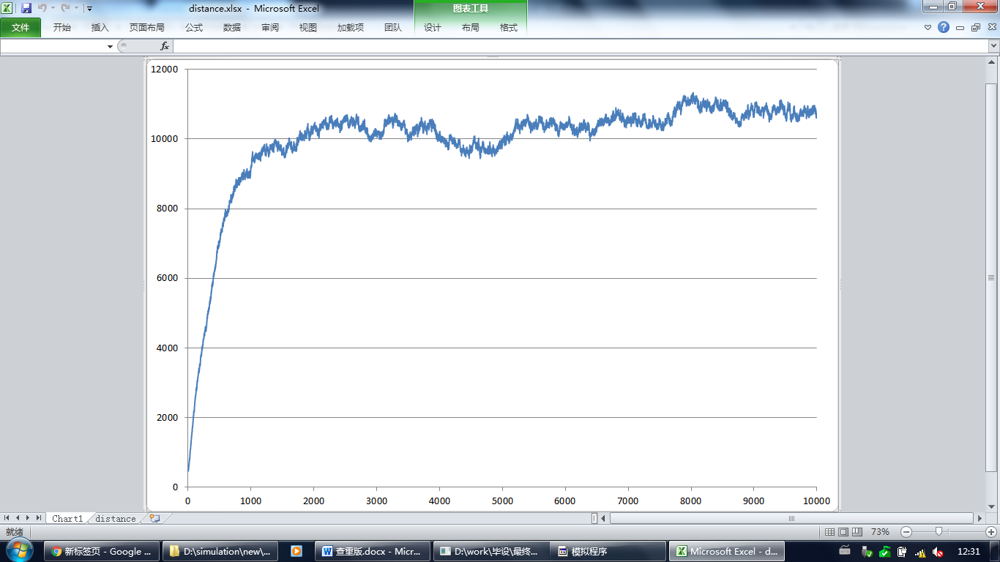 distance.xlsx - Microsoft Excel
图表工具
文件 开始 插入 页面布局 公式 数据 审阅 视图 加载项 团队 设计 布局 格式
fx
12000
10000
8000
6000
4000
2000
0
0 1000 2000 3000 4000 5000 6000 7000 8000 9000 10000
Chart1 distance
就绪
73%
新标签页 - Google ...
D:\simulation\new\...
查重版.docx - Micr...
D:\work\毕设\最终...
模拟程序
Microsoft Excel - d...
12:31